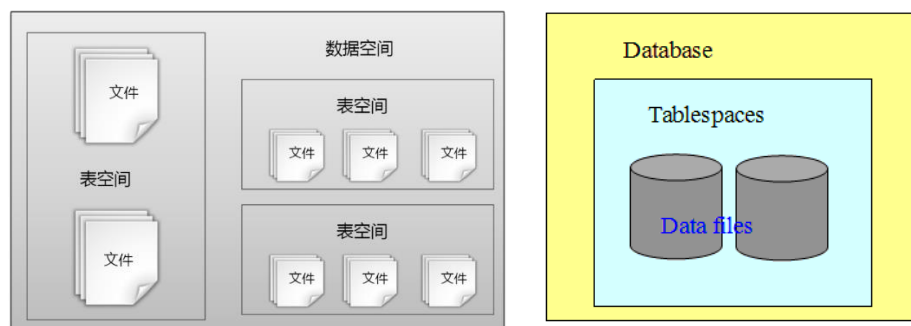 文件
表空间
文件
数据空间
表空间
文件 文件 文件
表空间
文件 文件 文件
Database
Tablespaces
Data files